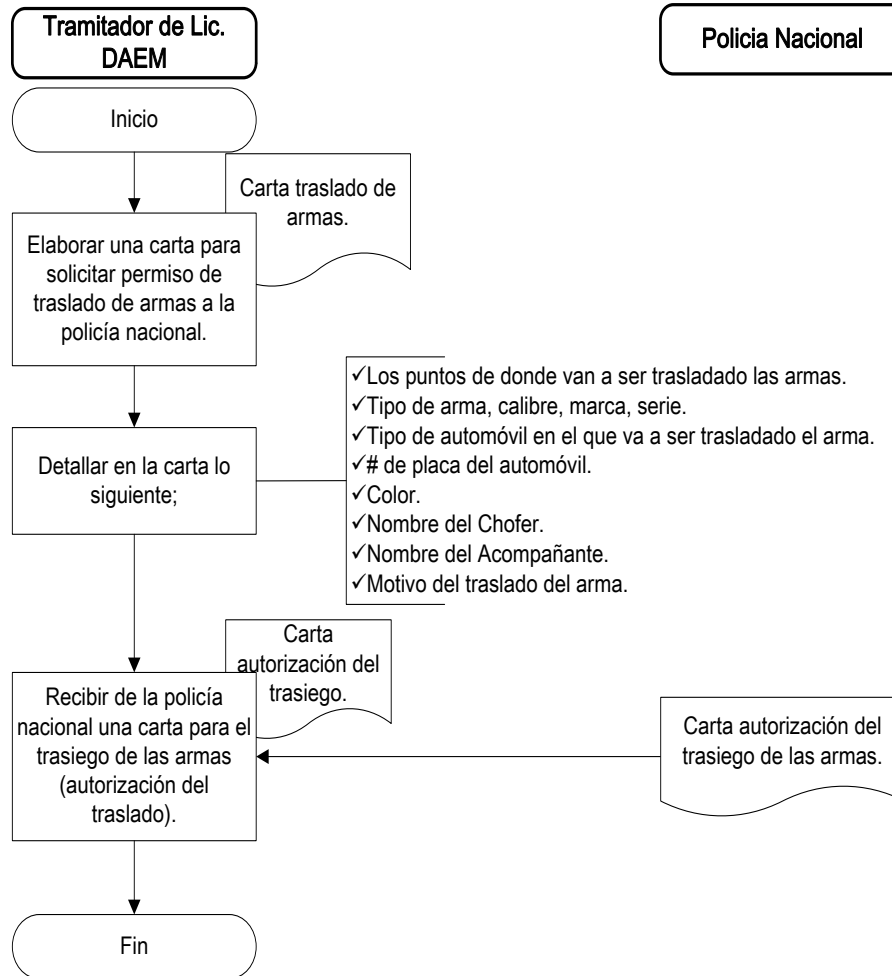 Tramitador de Lic.
DAEM
Policia Nacional
Inicio
Carta traslado de
armas.
Elaborar una carta para
solicitar permiso de
traslado de armas a la
policía nacional.
✓Los puntos de donde van a ser trasladado las armas.
✓Tipo de arma, calibre, marca, serie.
✓Tipo de automóvil en el que va a ser trasladado el arma.
✓# de placa del automóvil.
✓Color.
✓Nombre del Chofer.
✓Nombre del Acompañante.
✓Motivo del traslado del arma.
Detallar en la carta lo
siguiente;
Carta
autorización del
trasiego.
Recibir de la policía
nacional una carta para el
trasiego de las armas
(autorización del
traslado).
Carta autorización del
trasiego de las armas.
Fin